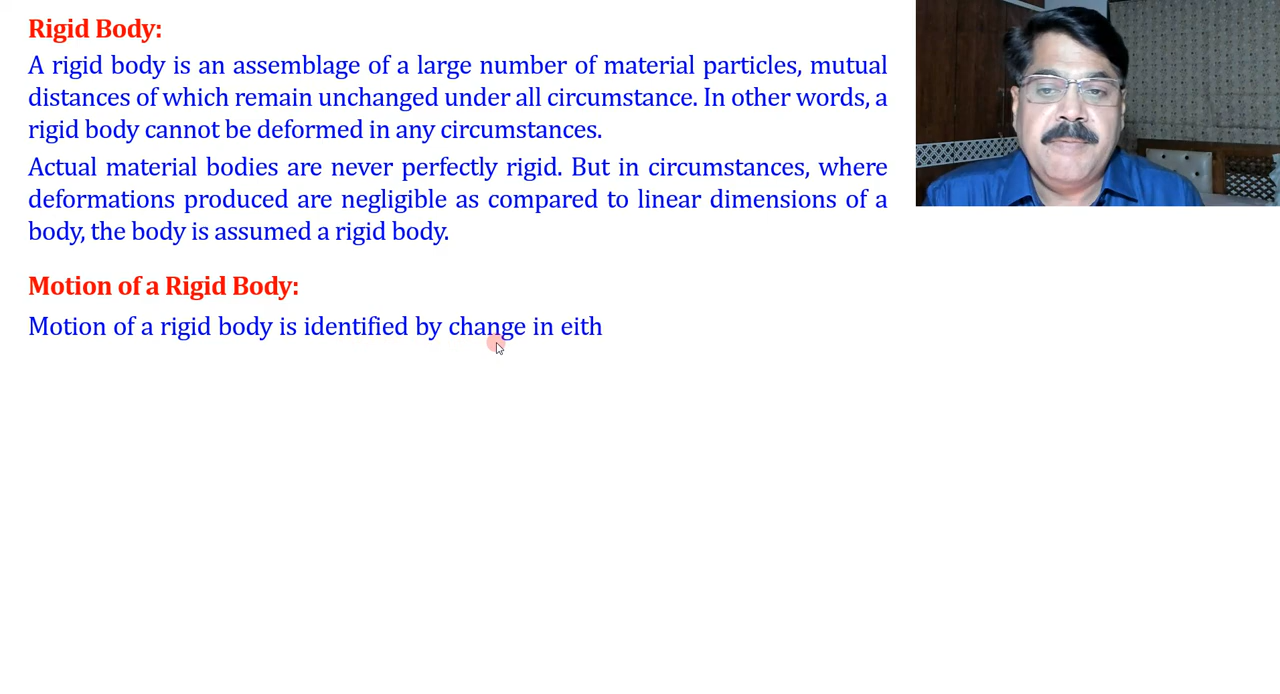 Rigid Body:
A rigid body is an assemblage of a large number of material particles, mutual
distances of which remain unchanged under all circumstance. In other words, a
rigid body cannot be deformed in any circumstances.
Actual material bodies are never perfectly rigid. But in circumstances, where
deformations produced are negligible as compared to linear dimensions of a
body, the body is assumed a rigid body.
Motion of a Rigid Body:
Motion of a rigid body is identified by change in eith